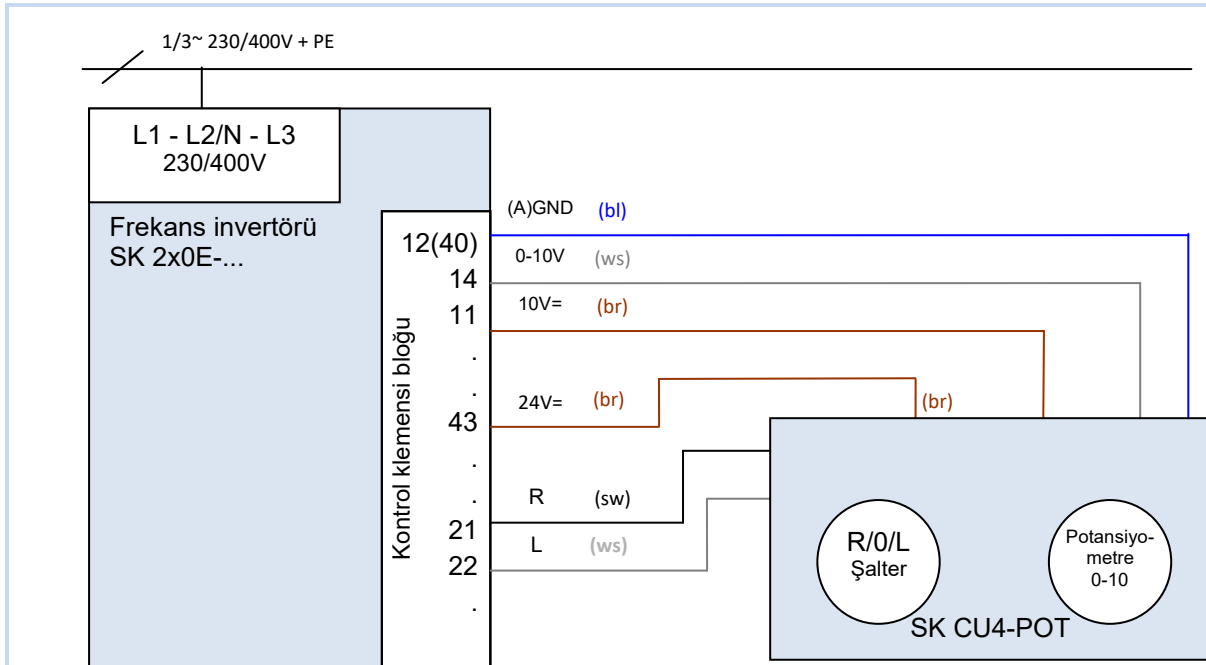 1/3~ 230/400V + PE
L1 - L2/N - L3
230/400V
Frekans invertörü
SK 2x0E-...
Kontrol klemensi bloğu
12(40)
14
11
.
.
43
.
.
21
22
.
(A)GND (bl)
0-10V (ws)
10V= (br)
24V= (br)
(br)
R (sw)
L (ws)
R/0/L
Şalter
Potansiyo-
metre
0-10
SK CU4-POT